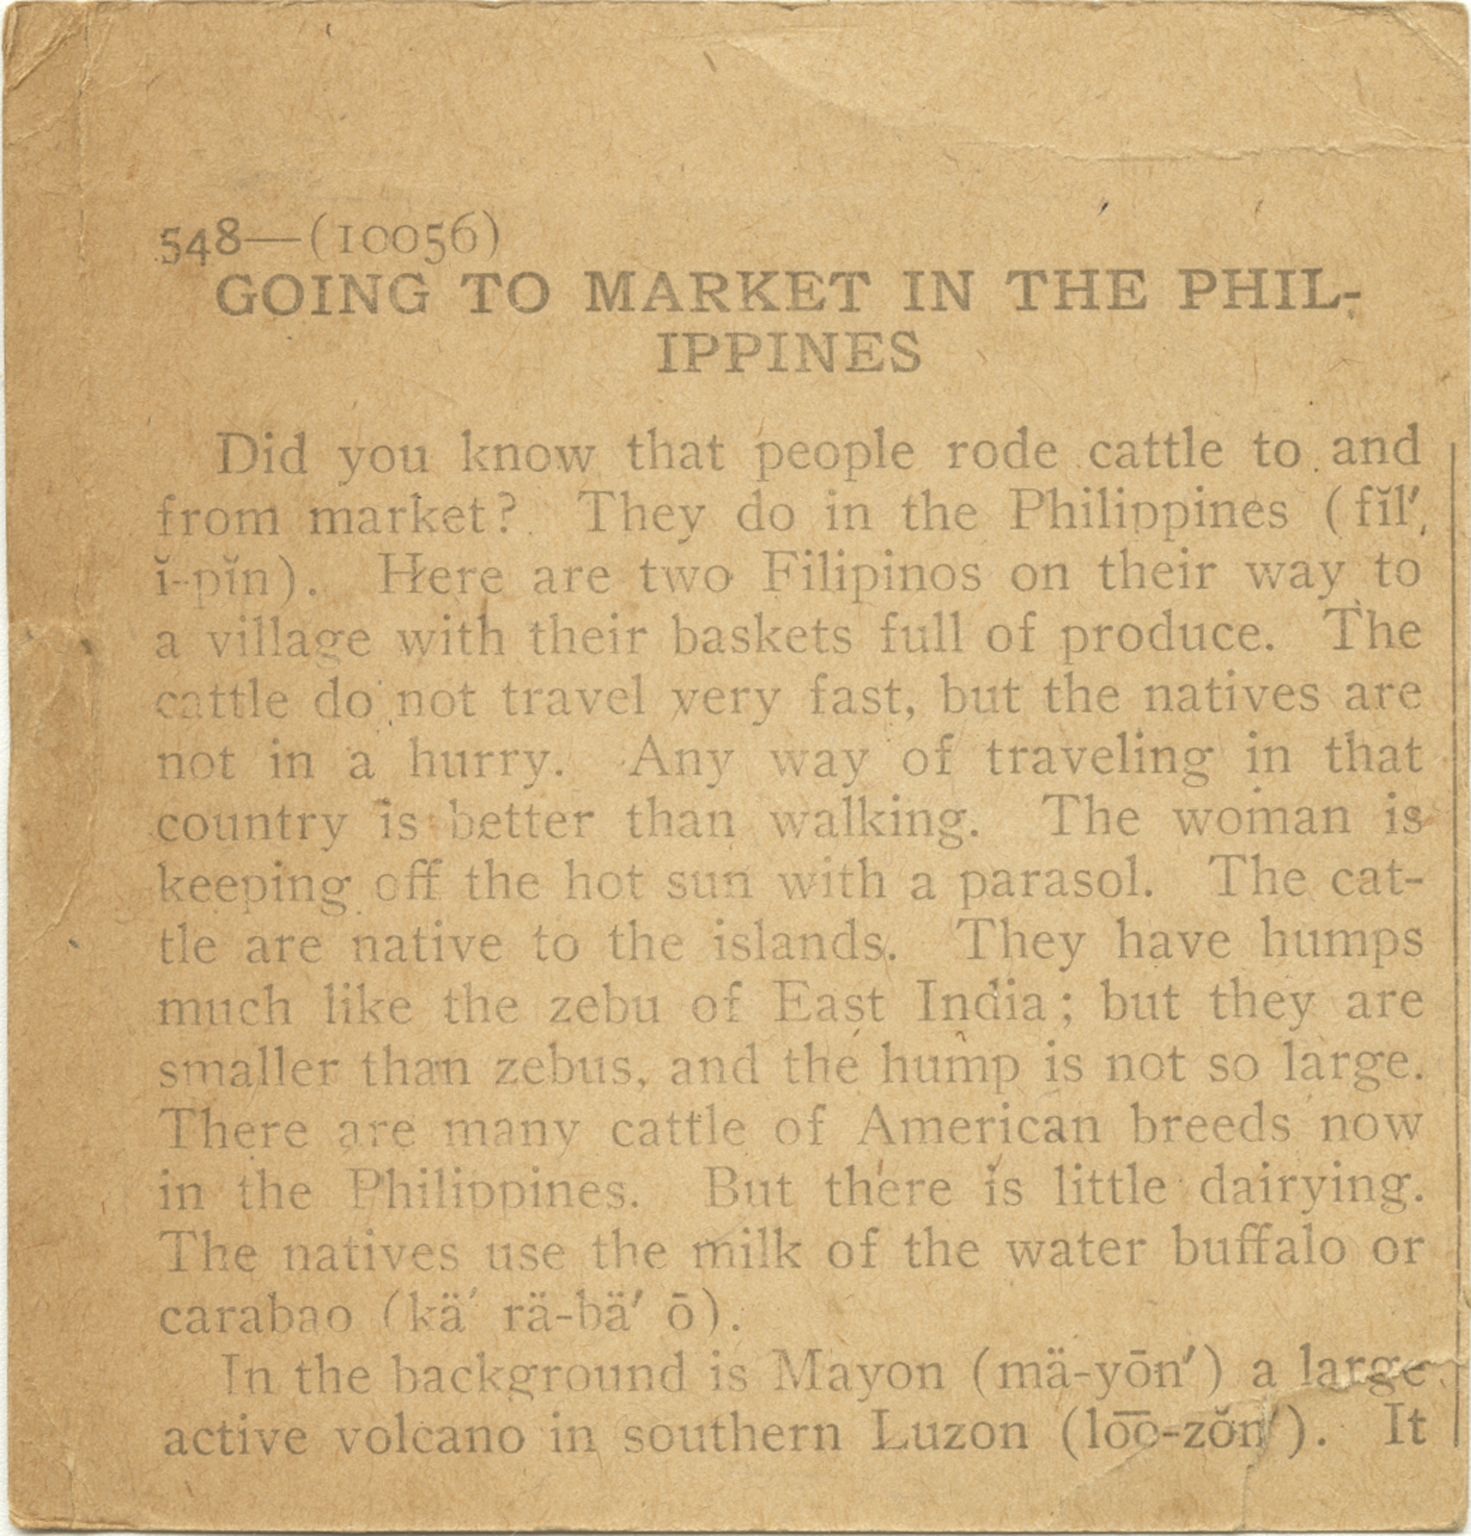 548—(10056)
GOING TO MARKET IN THE PHIL-
IPPINES
Did you know that people rode cattle to and
from market? They do in the Philippines (fĭl′
ĭ-pĭn). Here are two Filipinos on their way to
a village with their baskets full of produce. The
cattle do not travel very fast, but the natives are
not in a hurry. Any way of traveling in that
country is better than walking. The woman is
keeping off the hot sun with a parasol. The cat-
tle are native to the islands. They have humps
much like the zebu of East India; but they are
smaller than zebus, and the hump is not so large.
There are many cattle of American breeds now
in the Philippines. But there is little dairying.
The natives use the milk of the water buffalo or
carabao (kä′ rä-bä′ ō).
In the background is Mayon (mä-yōn′) a large
active volcano in southern Luzon (lo͞o-zŏn′). It